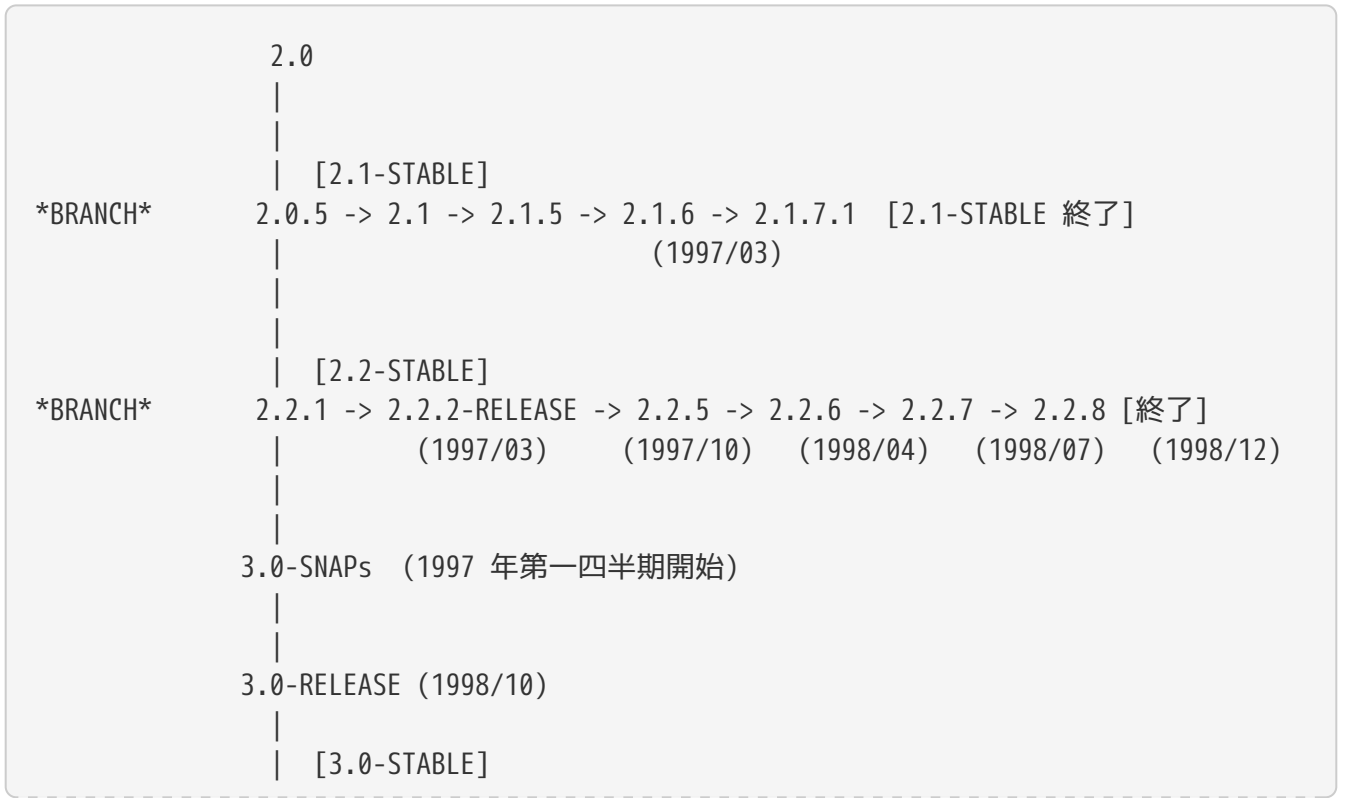 2.0
|
|
| [2.1-STABLE]
*BRANCH* 2.0.5 -> 2.1 -> 2.1.5 -> 2.1.6 -> 2.1.7.1 [2.1-STABLE 終了]
| (1997/03)
|
|
| [2.2-STABLE]
*BRANCH* 2.2.1 -> 2.2.2-RELEASE -> 2.2.5 -> 2.2.6 -> 2.2.7 -> 2.2.8 [終了]
| (1997/03) (1997/10) (1998/04) (1998/07) (1998/12)
|
|
3.0-SNAPs (1997 年第一四半期開始)
|
|
3.0-RELEASE (1998/10)
|
| [3.0-STABLE]